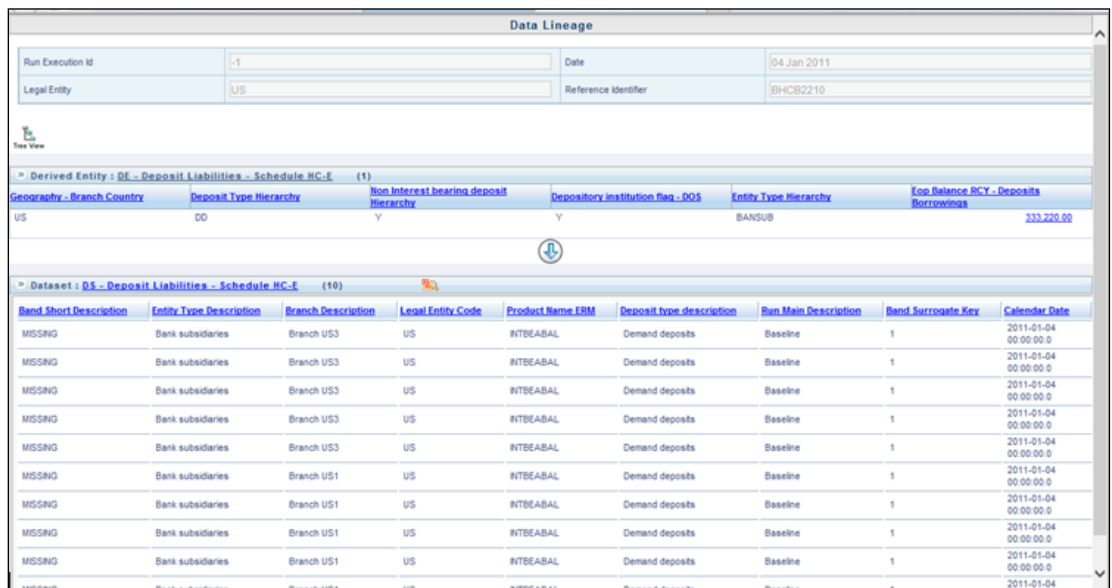 Data Lineage
Run Execution Id -1 Date 04 Jan 2011
Legal Entity US Reference Identifier BHCB2210
Tree View
» Derived Entity : DE - Deposit Liabilities - Schedule HC-E (1)
Geography - Branch Country Deposit Type Hierarchy Non Interest bearing deposit Hierarchy Depository institution flag - DOS Entity Type Hierarchy Eop Balance RCY - Deposits Borrowings
US DD Y Y BANSUB 333,220.00
» Dataset : DS - Deposit Liabilities - Schedule HC-E (10)
Band Short Description Entity Type Description Branch Description Legal Entity Code Product Name ERM Deposit type description Run Main Description Band Surrogate Key Calendar Date
MISSING Bank subsidiaries Branch US3 US INTBEABAL Demand deposits Baseline 1 2011-01-04 00:00:00.0
MISSING Bank subsidiaries Branch US3 US INTBEABAL Demand deposits Baseline 1 2011-01-04 00:00:00.0
MISSING Bank subsidiaries Branch US3 US INTBEABAL Demand deposits Baseline 1 2011-01-04 00:00:00.0
MISSING Bank subsidiaries Branch US3 US INTBEABAL Demand deposits Baseline 1 2011-01-04 00:00:00.0
MISSING Bank subsidiaries Branch US3 US INTBEABAL Demand deposits Baseline 1 2011-01-04 00:00:00.0
MISSING Bank subsidiaries Branch US1 US INTBEABAL Demand deposits Baseline 1 2011-01-04 00:00:00.0
MISSING Bank subsidiaries Branch US1 US INTBEABAL Demand deposits Baseline 1 2011-01-04 00:00:00.0
MISSING Bank subsidiaries Branch US1 US INTBEABAL Demand deposits Baseline 1 2011-01-04 00:00:00.0
MISSING Bank subsidiaries Branch US1 US INTBEABAL Demand deposits Baseline 1 2011-01-04 00:00:00.0
2011-01-04